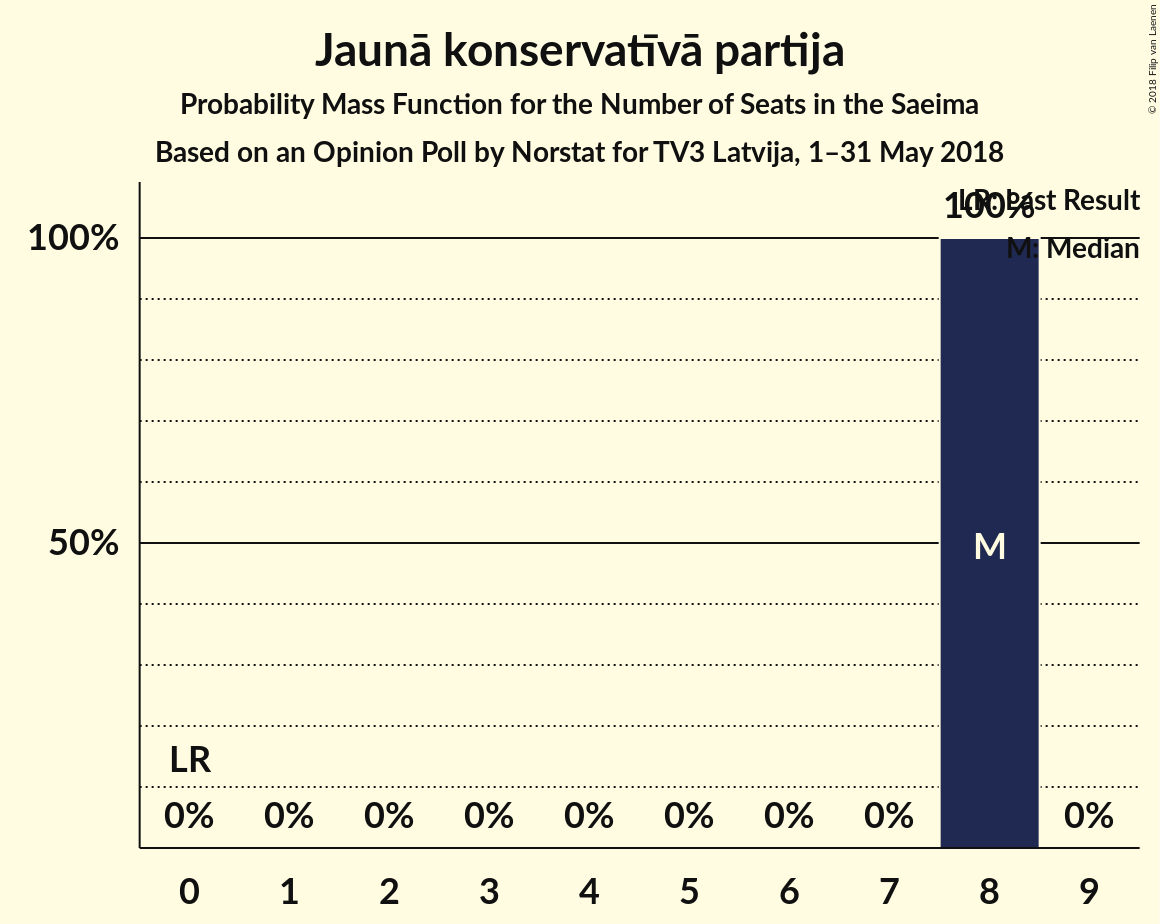 Jaunā konservatīvā partija
Probability Mass Function for the Number of Seats in the Saeima
Based on an Opinion Poll by Norstat for TV3 Latvija, 1–31 May 2018
© 2018 Filip van Laenen
LR: Last Result
M: Median
100%
100%
50%
M
LR
0% 0% 0% 0% 0% 0% 0% 0% 0%
0 1 2 3 4 5 6 7 8 9